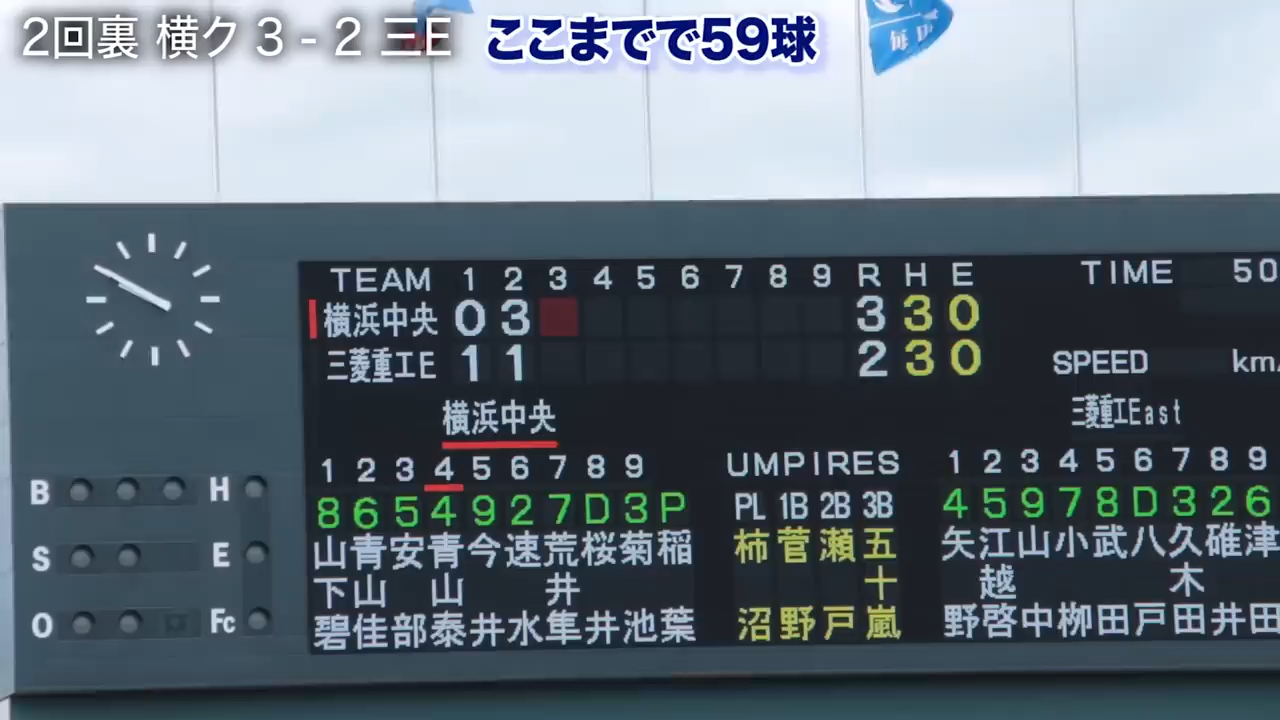 2回裏 横ク 3 - 2 三E ここまでで59球
TEAM 1 2 3 4 5 6 7 8 9 R H E
横浜中央 0 3 3 3 0
三菱重工E 1 1 2 3 0
TIME 50
SPEED km/
横浜中央
三菱重工East
1 2 3 4 5 6 7 8 9
8 6 5 4 9 2 7 D 3 P
山下碧
青山佳
安部
青山泰
今井
速水
荒井隼
桜井
菊池
稲葉
UMPIRES
PL 1B 2B 3B
柿沼
菅野
瀬戸
五十嵐
1 2 3 4 5 6 7 8 9
4 5 9 7 8 D 3 2 6
矢野
江越啓
山中
小柳
武田
八戸
久木田
碓井
津田
B H
S E
O Fc